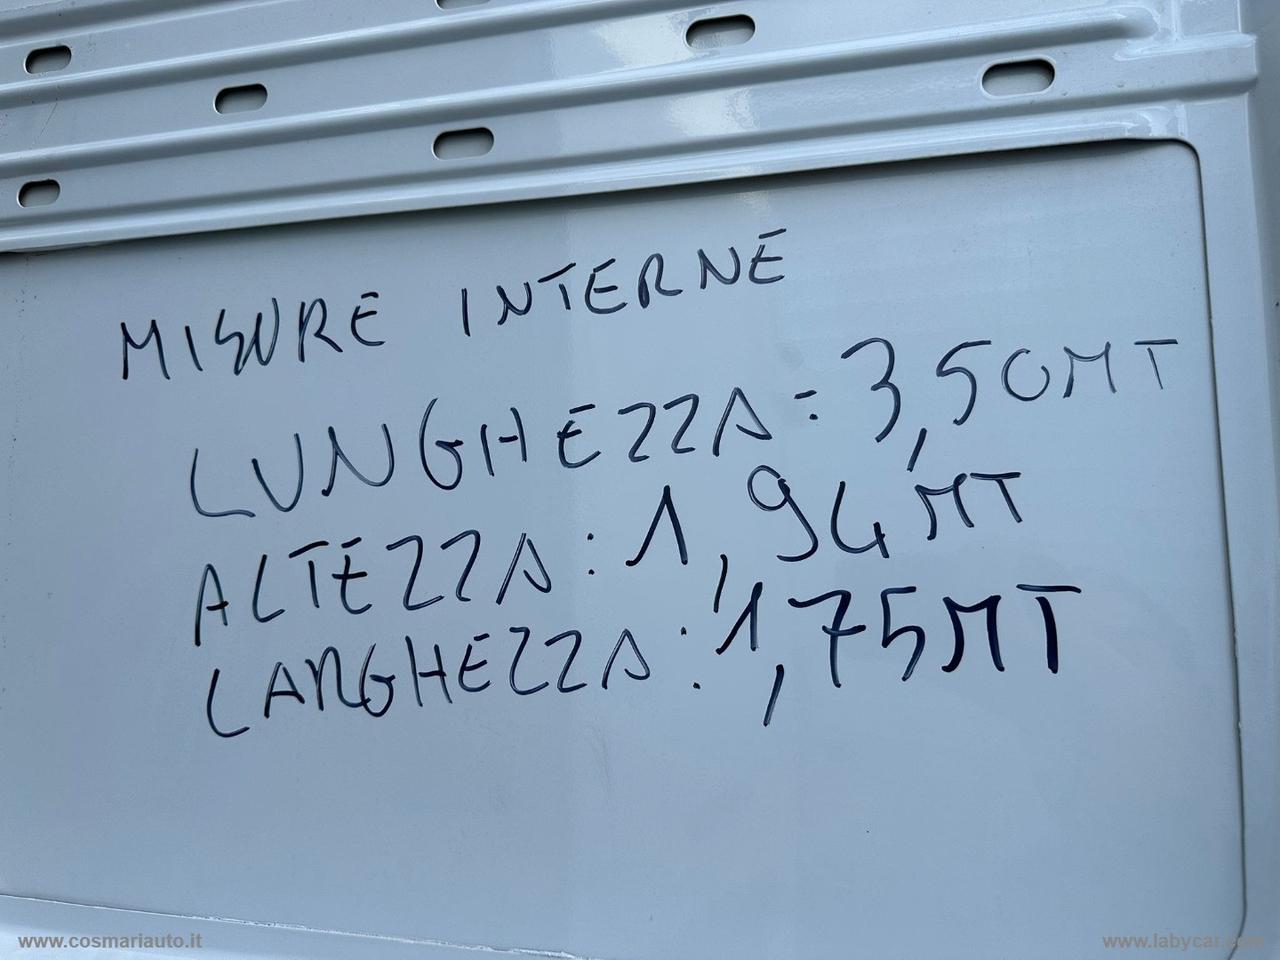 MISURE INTERNE
LUNGHEZZA: 3,50MT
ALTEZZA: 1,94MT
LARGHEZZA: 1,75MT
www.cosmariauto.it
www.labycar.com